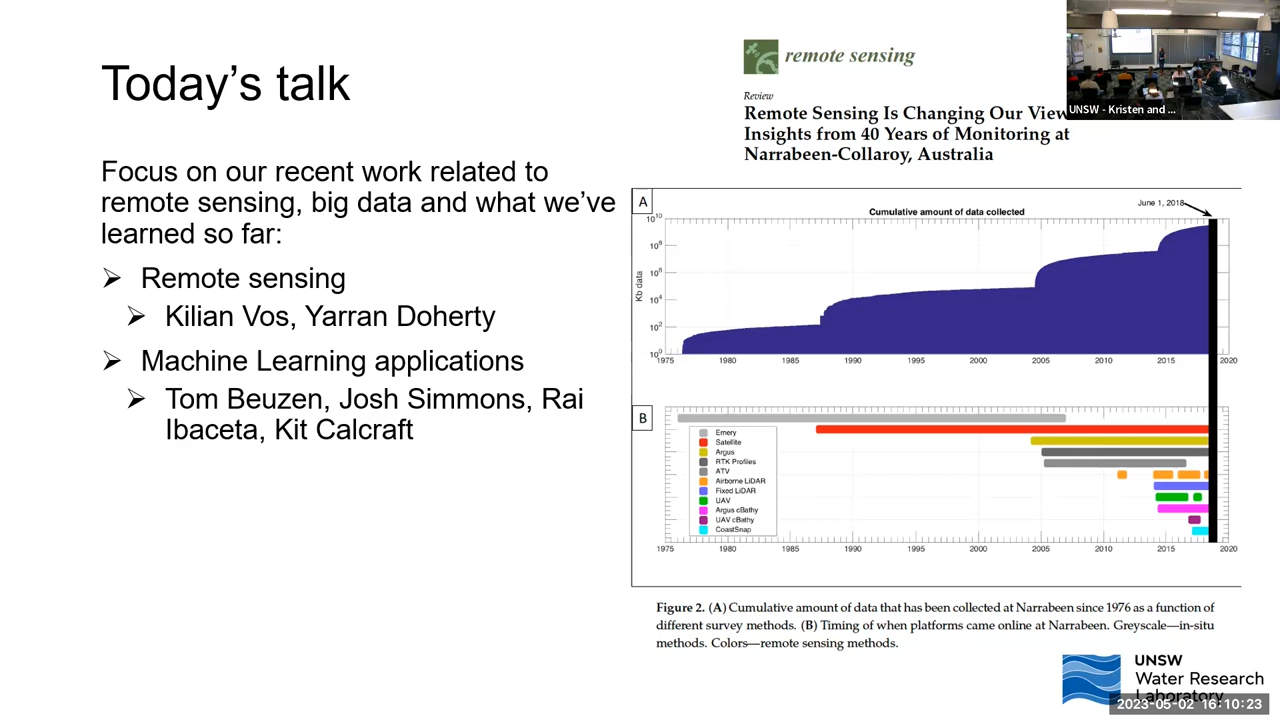 Today's talk
Focus on our recent work related to
remote sensing, big data and what we've
learned so far:
Remote sensing
Kilian Vos, Yarran Doherty
Machine Learning applications
Tom Beuzen, Josh Simmons, Rai
Ibaceta, Kit Calcraft
remote sensing
Review
Remote Sensing Is Changing Our View
Insights from 40 Years of Monitoring at
Narrabeen-Collaroy, Australia
UNSW - Kristen and ...
A
Cumulative amount of data collected
June 1, 2018
Kb data
10^10
10^8
10^6
10^4
10^2
10^0
1975 1980 1985 1990 1995 2000 2005 2010 2015 2020
B
Emery
Satellite
Argus
RTK Profiles
ATV
Airborne LiDAR
Fixed LiDAR
UAV
Argus cBathy
UAV cBathy
CoastSnap
1975 1980 1985 1990 1995 2000 2005 2010 2015 2020
Figure 2. (A) Cumulative amount of data that has been collected at Narrabeen since 1976 as a function of
different survey methods. (B) Timing of when platforms came online at Narrabeen. Greyscale—in-situ
methods. Colors—remote sensing methods.
UNSW
Water Research
Laboratory
2023-05-02 16:10:23